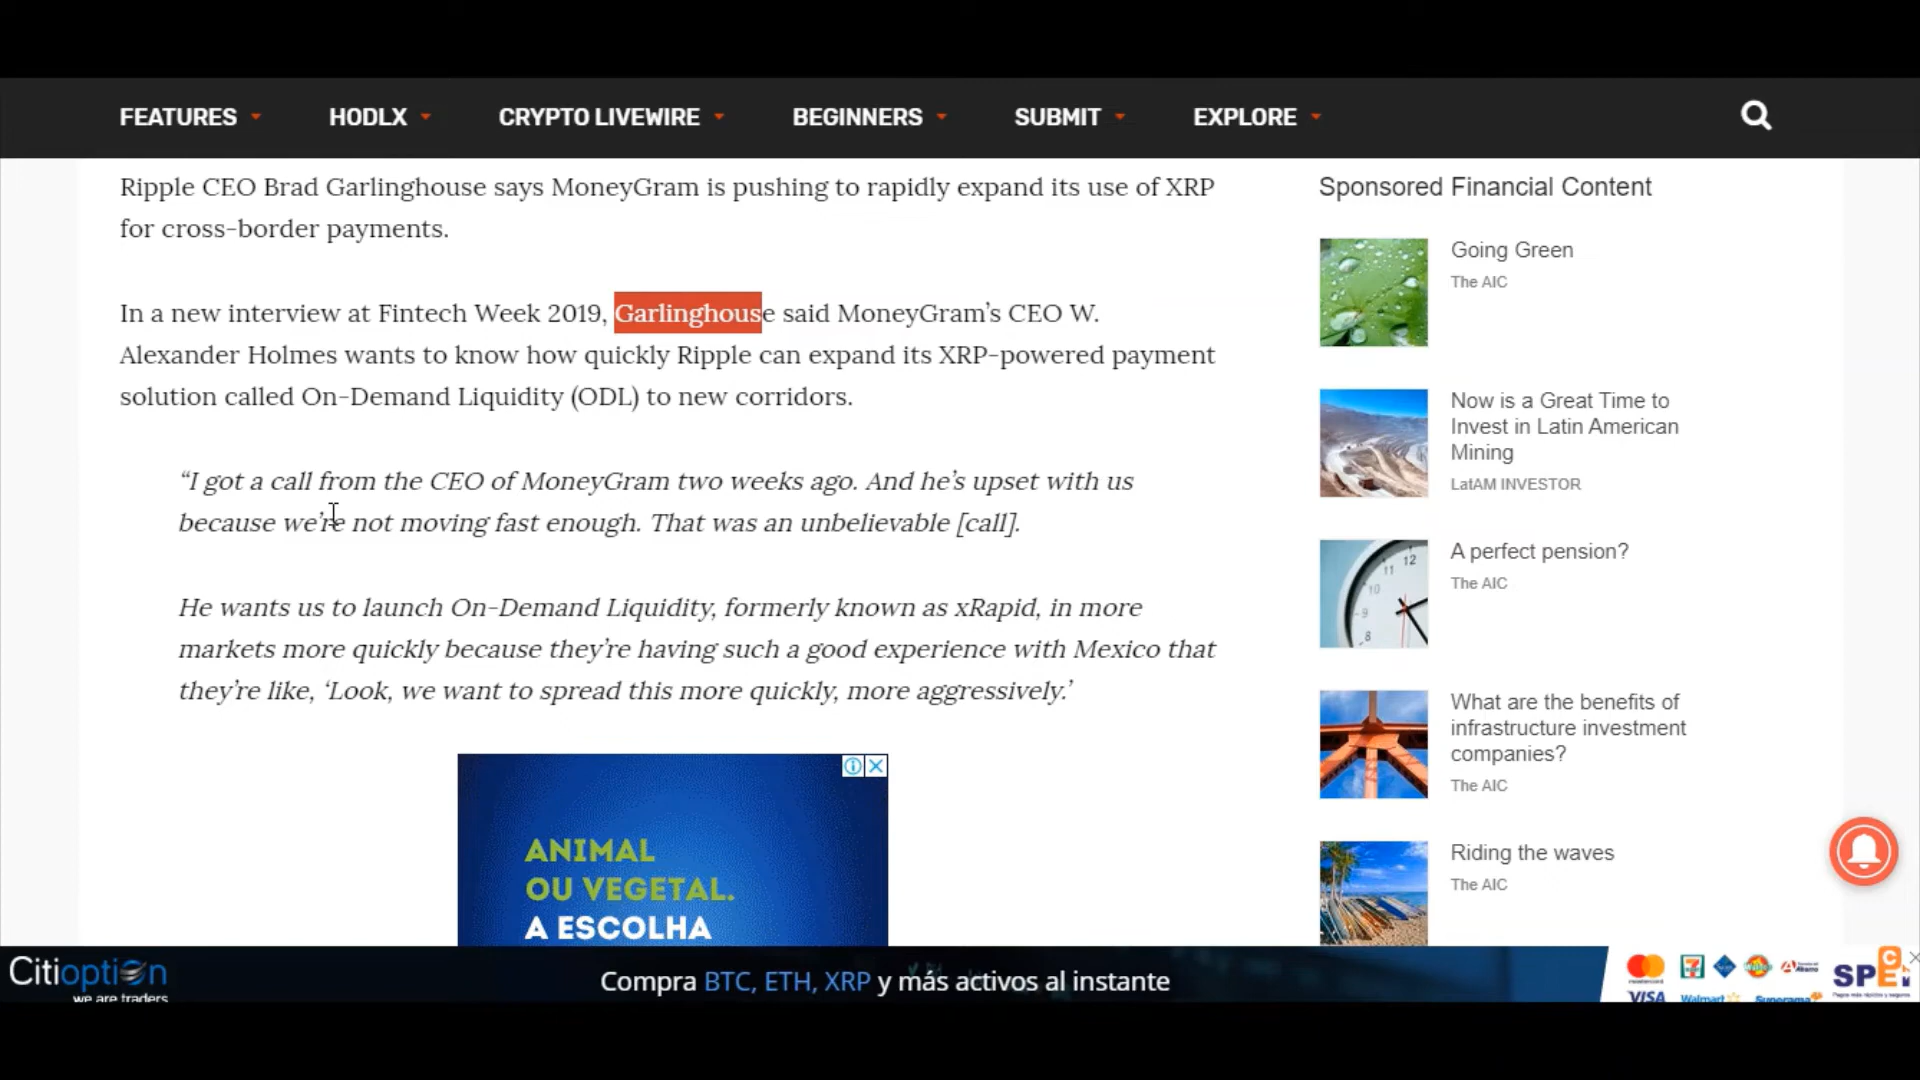 FEATURES HODLX CRYPTO LIVEWIRE BEGINNERS SUBMIT EXPLORE
Ripple CEO Brad Garlinghouse says MoneyGram is pushing to rapidly expand its use of XRP
for cross-border payments.
In a new interview at Fintech Week 2019, Garlinghouse said MoneyGram’s CEO W.
Alexander Holmes wants to know how quickly Ripple can expand its XRP-powered payment
solution called On-Demand Liquidity (ODL) to new corridors.
“I got a call from the CEO of MoneyGram two weeks ago. And he’s upset with us
because we’re not moving fast enough. That was an unbelievable [call].
He wants us to launch On-Demand Liquidity, formerly known as xRapid, in more
markets more quickly because they’re having such a good experience with Mexico that
they’re like, ‘Look, we want to spread this more quickly, more aggressively.’
ANIMAL
OU VEGETAL.
A ESCOLHA
Sponsored Financial Content
Going Green
The AIC
Now is a Great Time to
Invest in Latin American
Mining
LatAM INVESTOR
12
11
10
9
8
A perfect pension?
The AIC
What are the benefits of
infrastructure investment
companies?
The AIC
Riding the waves
The AIC
Citioption
we are traders
Compra BTC, ETH, XRP y más activos al instante
mastercard
VISA
Walmart
Superama
SPEI